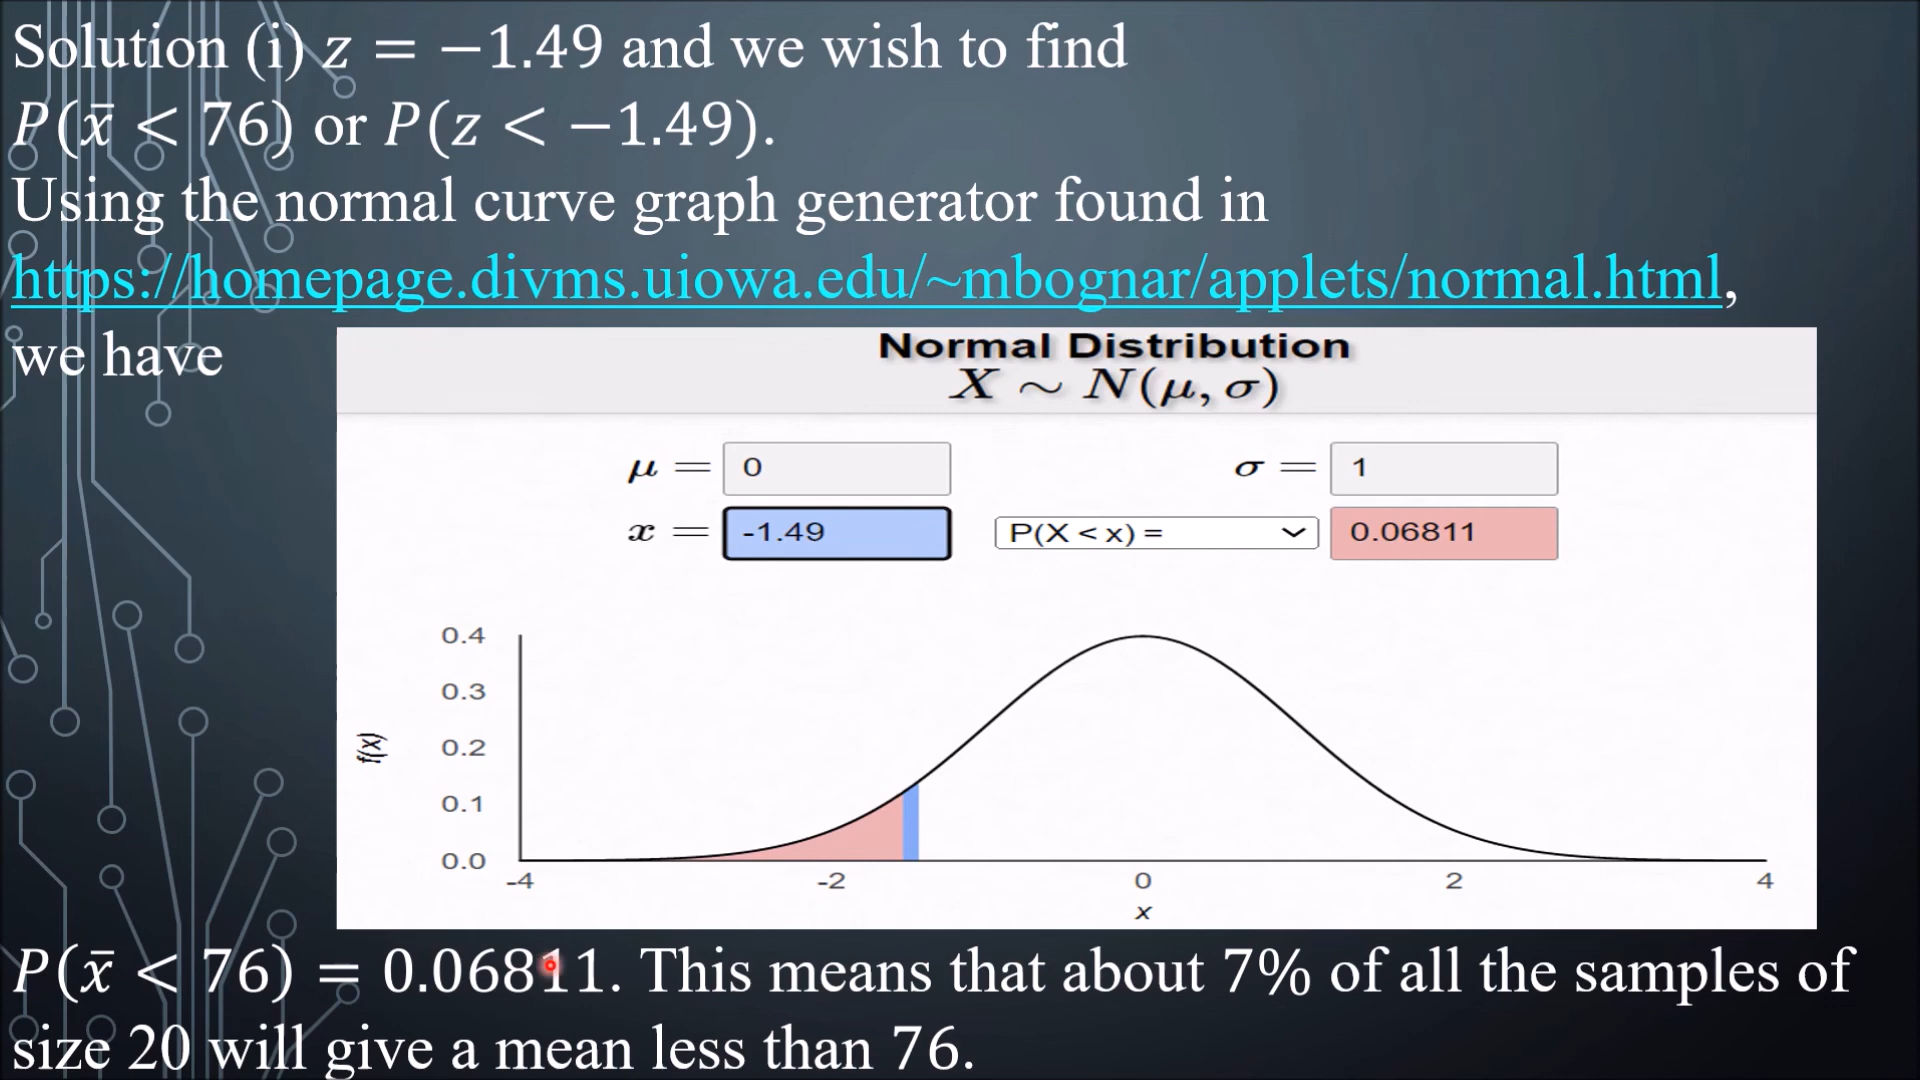 Solution (i) z = −1.49 and we wish to find
P(x̄ < 76) or P(z < −1.49).
Using the normal curve graph generator found in
https://homepage.divms.uiowa.edu/~mbognar/applets/normal.html,
we have
Normal Distribution
X ∼ N(μ, σ)
μ = 0 σ = 1
x = -1.49 P(X < x) = 0.06811
0.4
0.3
0.2
0.1
0.0
f(x)
-4 -2 0 2 4
x
P(x̄ < 76) = 0.06811. This means that about 7% of all the samples of
size 20 will give a mean less than 76.